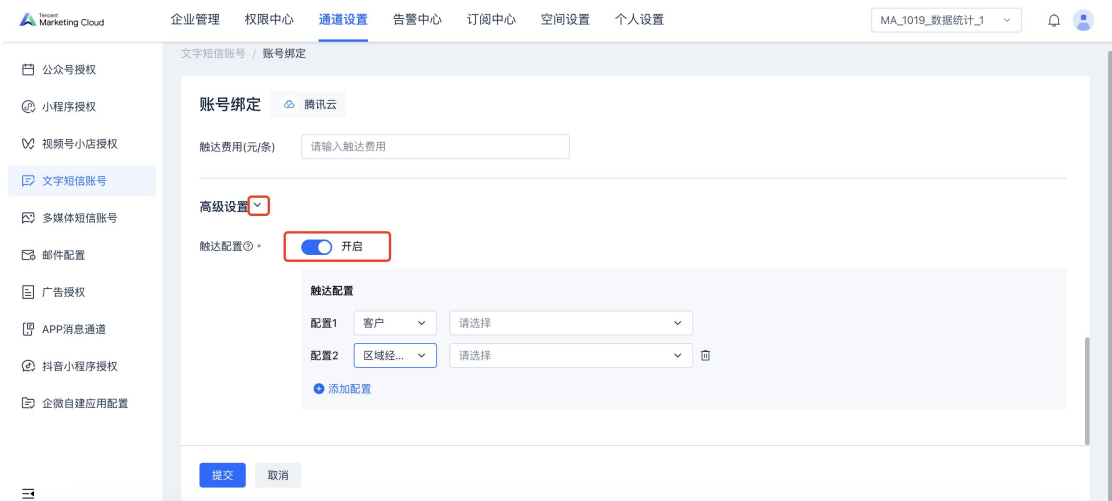 Tencent
Marketing Cloud
企业管理 权限中心 通道设置 告警中心 订阅中心 空间设置 个人设置
MA_1019_数据统计_1
文字短信账号 / 账号绑定
公众号授权
小程序授权
视频号小店授权
文字短信账号
多媒体短信账号
邮件配置
广告授权
APP消息通道
抖音小程序授权
企微自建应用配置
账号绑定 腾讯云
触达费用(元/条) 请输入触达费用
高级设置
触达配置 * 开启
触达配置
配置1 客户 请选择
配置2 区域经... 请选择
添加配置
提交 取消